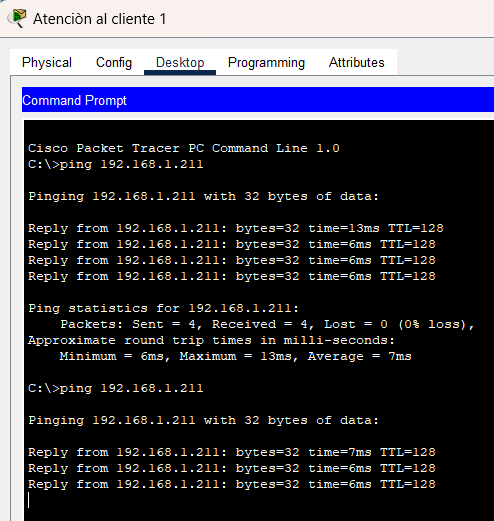 Atenciòn al cliente 1
Physical Config Desktop Programming Attributes
Command Prompt
Cisco Packet Tracer PC Command Line 1.0
C:\>ping 192.168.1.211
Pinging 192.168.1.211 with 32 bytes of data:
Reply from 192.168.1.211: bytes=32 time=13ms TTL=128
Reply from 192.168.1.211: bytes=32 time=6ms TTL=128
Reply from 192.168.1.211: bytes=32 time=6ms TTL=128
Reply from 192.168.1.211: bytes=32 time=6ms TTL=128
Ping statistics for 192.168.1.211:
    Packets: Sent = 4, Received = 4, Lost = 0 (0% loss),
Approximate round trip times in milli-seconds:
    Minimum = 6ms, Maximum = 13ms, Average = 7ms
C:\>ping 192.168.1.211
Pinging 192.168.1.211 with 32 bytes of data:
Reply from 192.168.1.211: bytes=32 time=7ms TTL=128
Reply from 192.168.1.211: bytes=32 time=6ms TTL=128
Reply from 192.168.1.211: bytes=32 time=6ms TTL=128